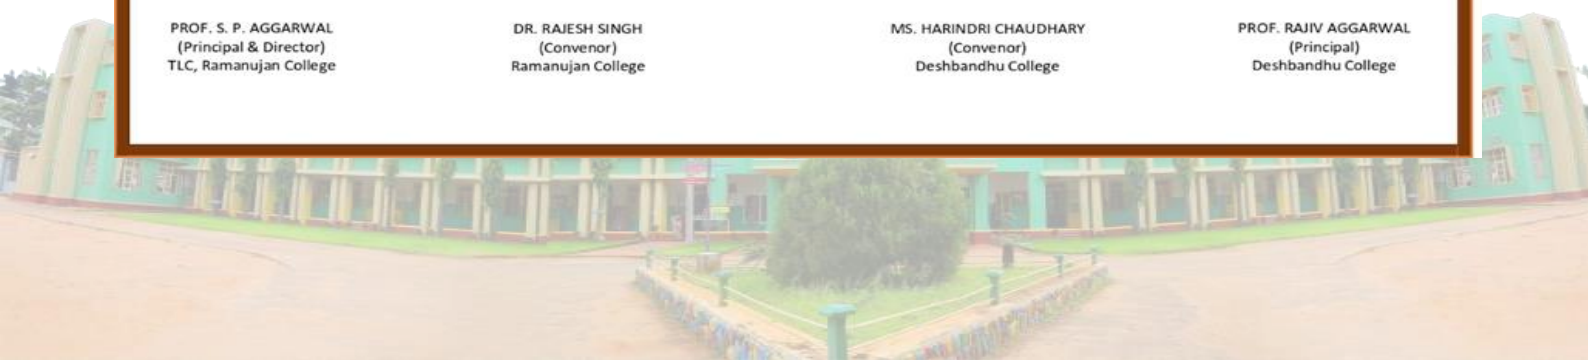 PROF. S. P. AGGARWAL
(Principal & Director)
TLC, Ramanujan College
DR. RAJESH SINGH
(Convenor)
Ramanujan College
MS. HARINDRI CHAUDHARY
(Convenor)
Deshbandhu College
PROF. RAJIV AGGARWAL
(Principal)
Deshbandhu College